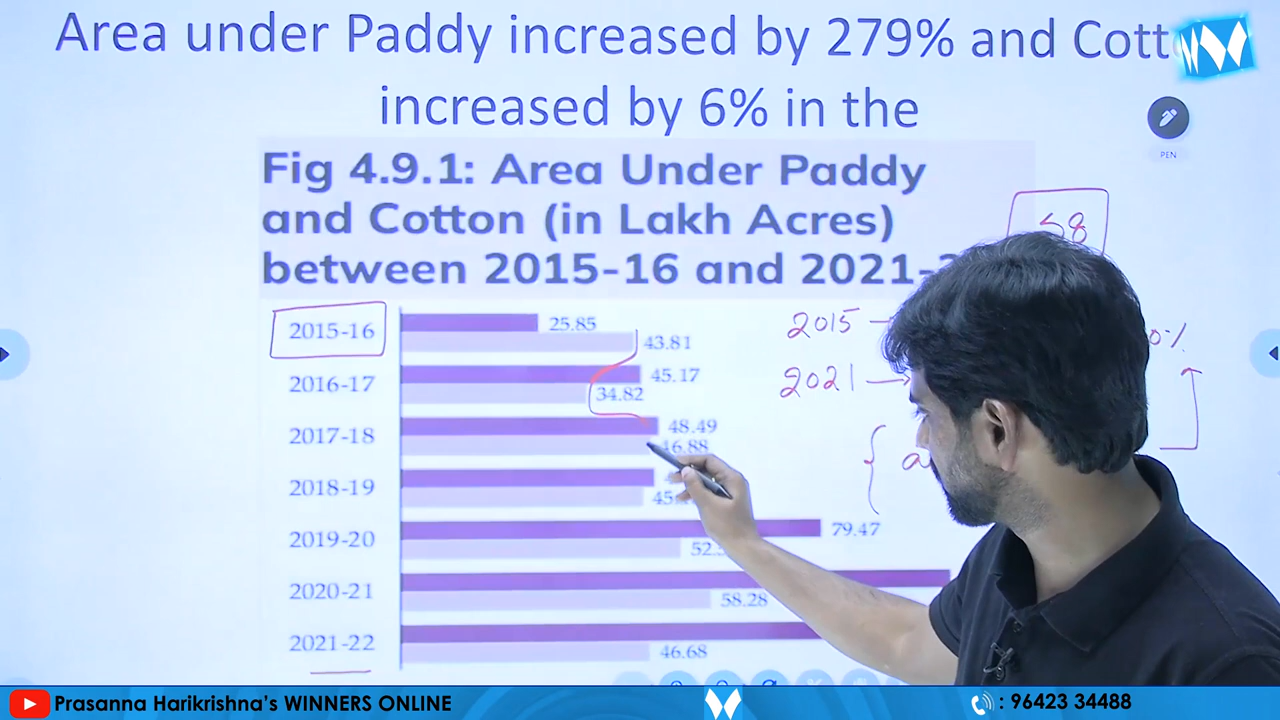 Area under Paddy increased by 279% and
increased by 6% in the
PEN
Fig 4.9.1: Area Under Paddy
and Cotton (in Lakh Acres)
between 2015-16 and
58
2015-16
25.85
43.81
2015 →
2016-17
45.17
34.82
2021 →
2017-18
48.49
2018-19
2019-20
79.47
2020-21
58.28
2021-22
46.68
Prasanna Harikrishna's WINNERS ONLINE
: 96423 34488